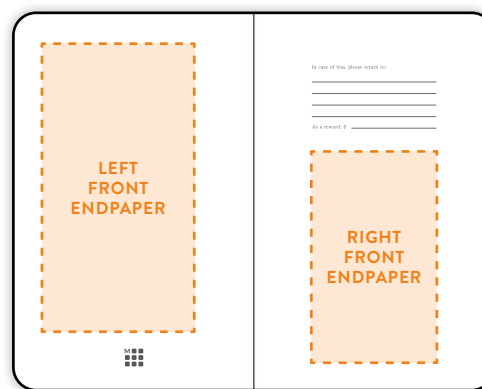 LEFT
FRONT
ENDPAPER
M
In case of loss, please return to:
As a reward: $
RIGHT
FRONT
ENDPAPER